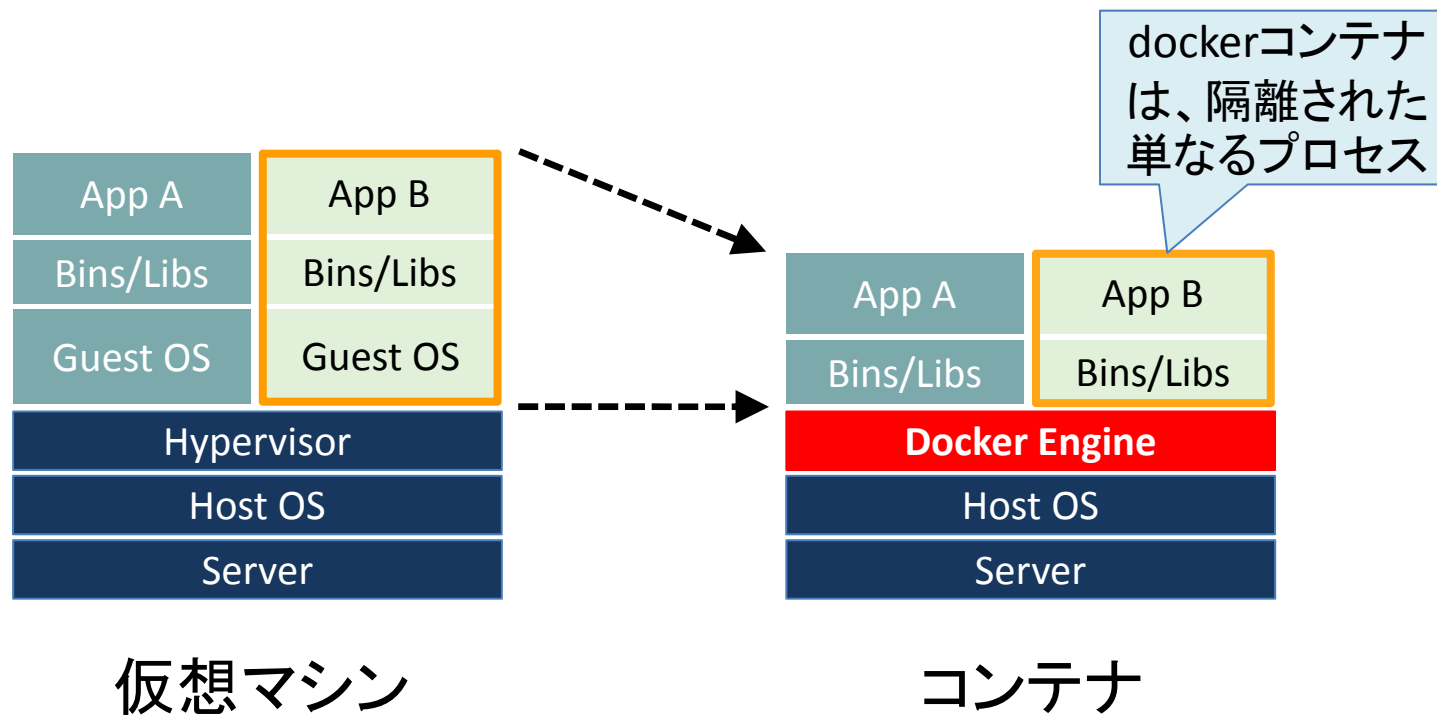 dockerコンテナ
は、隔離された
単なるプロセス
App A
App B
Bins/Libs
Bins/Libs
Guest OS
Guest OS
Hypervisor
Host OS
Server
仮想マシン
App A
App B
Bins/Libs
Bins/Libs
Docker Engine
Host OS
Server
コンテナ